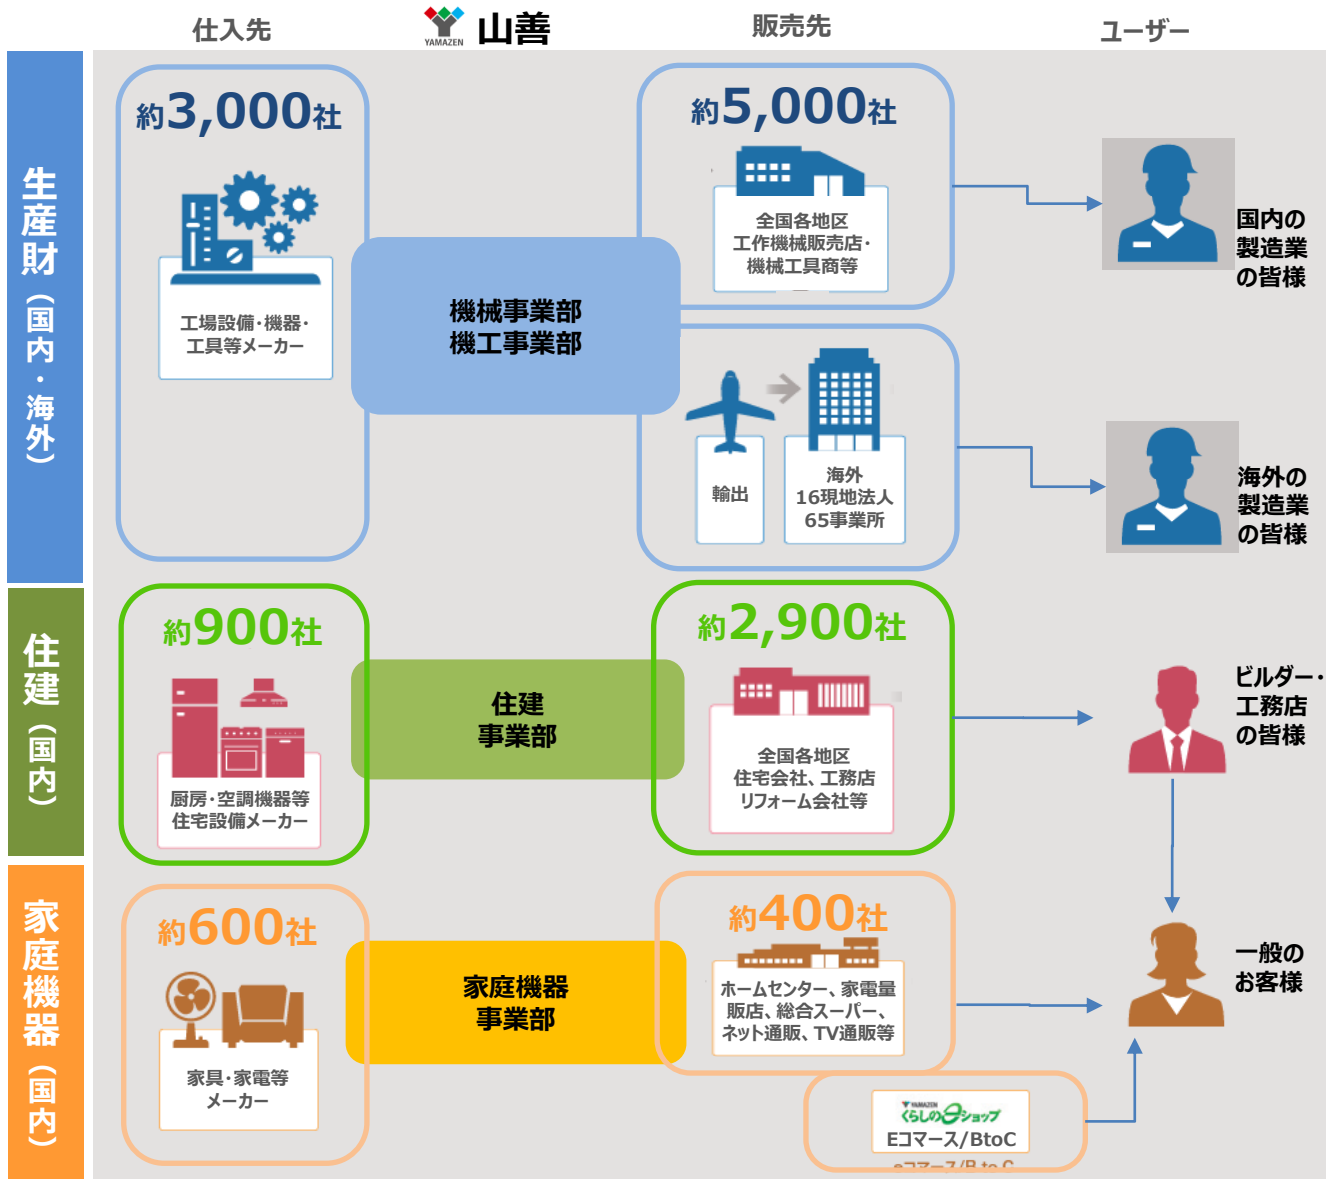 仕入先
YAMAZEN
山善
販売先
ユーザー
生産財（国内・海外）
約3,000社
工場設備・機器・
工具等メーカー
機械事業部
機工事業部
約5,000社
全国各地区
工作機械販売店・
機械工具商等
国内の
製造業
の皆様
輸出
海外
16現地法人
65事業所
海外の
製造業
の皆様
住建（国内）
約900社
厨房・空調機器等
住宅設備メーカー
住建
事業部
約2,900社
全国各地区
住宅会社、工務店
リフォーム会社等
ビルダー・
工務店
の皆様
家庭機器（国内）
約600社
家具・家電等
メーカー
家庭機器
事業部
約400社
ホームセンター、家電量
販店、総合スーパー、
ネット通販、TV通販等
一般の
お客様
YAMAZEN
くらしのeショップ
Eコマース/BtoC
eコマース/B to C